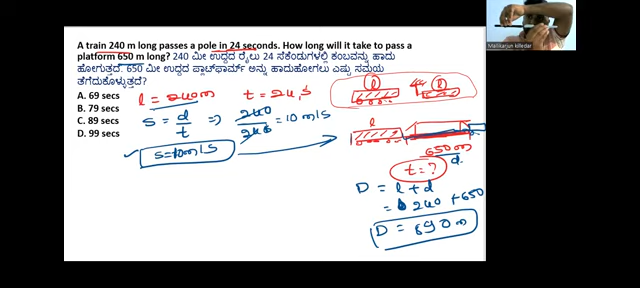 A train 240 m long passes a pole in 24 seconds. How long will it take to pass a
platform 650 m long? 240 ಮೀ ಉದ್ದದ ರೈಲು 24 ಸೆಕೆಂಡುಗಳಲ್ಲಿ ಕಂಬವನ್ನು ಹಾದು
ಹೋಗುತ್ತದೆ. 650 ಮೀ ಉದ್ದದ ಪ್ಲಾಟ್‌ಫಾರ್ಮ್ ಅನ್ನು ಹಾದುಹೋಗಲು ಎಷ್ಟು ಸಮಯ
ತೆಗೆದುಕೊಳ್ಳುತ್ತದೆ?
A. 69 secs
B. 79 secs
C. 89 secs
D. 99 secs
l = 240m t = 24 s
s = d/t => 240/24 = 10 m/s
s = 10 m/s
l
l
l
650m
d
t = ?
D = l + d
= 240 + 650
D = 890 m
Mallikarjun killedar